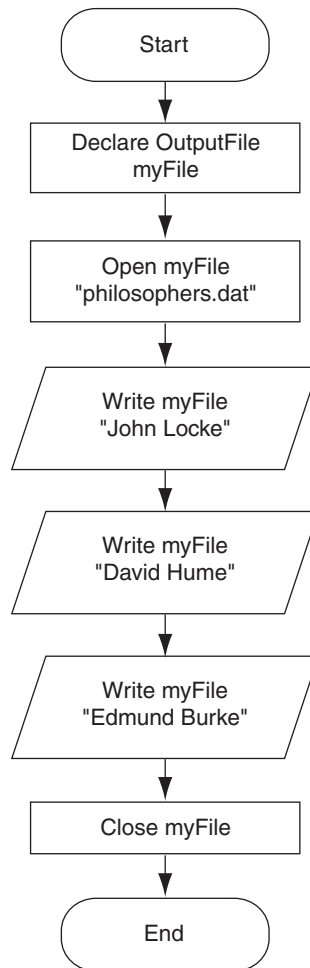 Start
Declare OutputFile
myFile
Open myFile
"philosophers.dat"
Write myFile
"John Locke"
Write myFile
"David Hume"
Write myFile
"Edmund Burke"
Close myFile
End